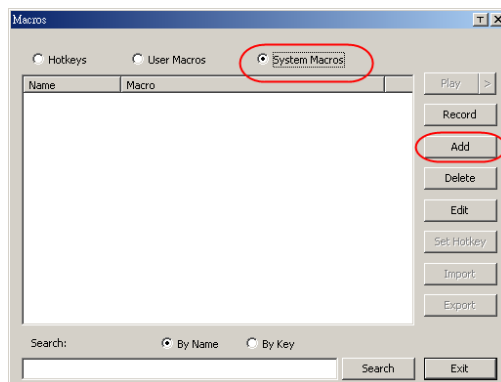 Macros
Hotkeys User Macros System Macros
Name Macro
Play >
Record
Add
Delete
Edit
Set Hotkey
Import
Export
Search: By Name By Key
Search Exit